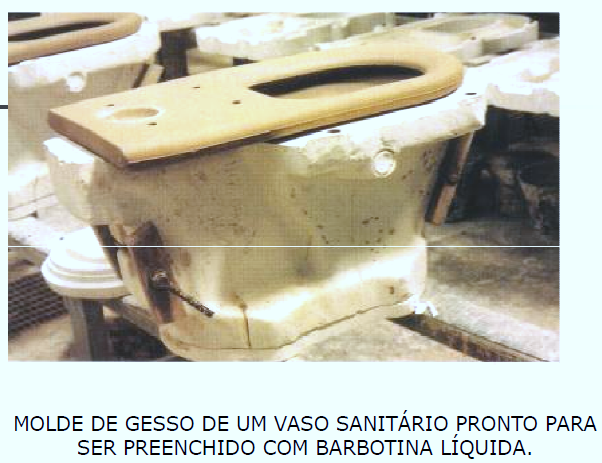 MOLDE DE GESSO DE UM VASO SANITÁRIO PRONTO PARA
SER PREENCHIDO COM BARBOTINA LÍQUIDA.